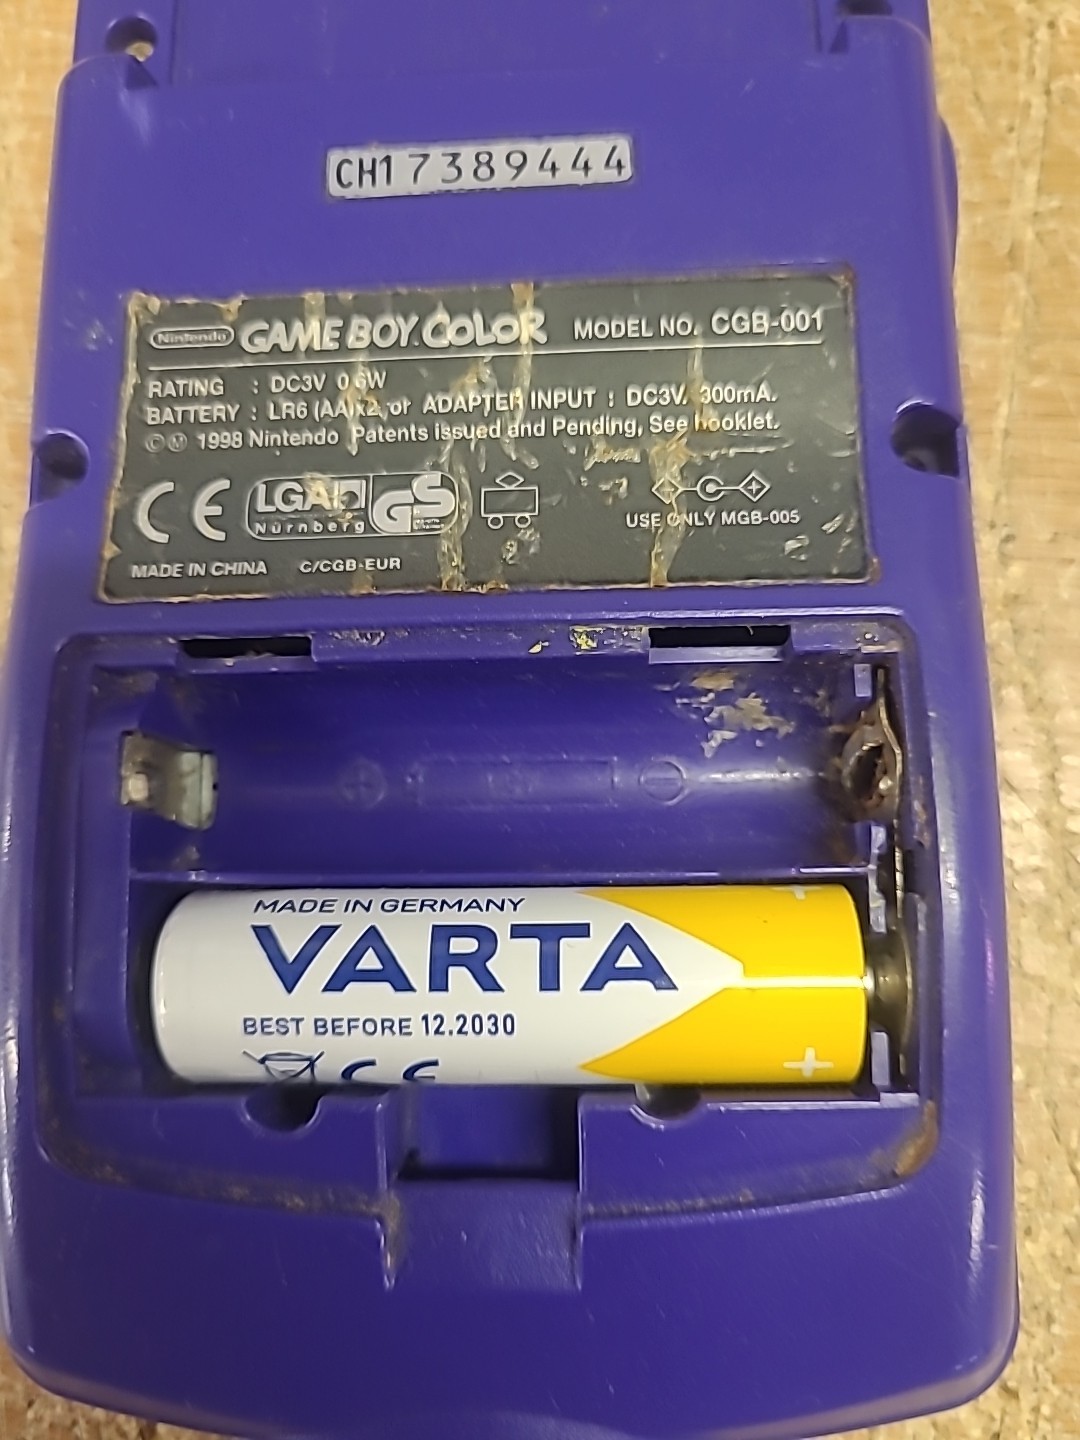 CH17389444
Nintendo GAME BOY COLOR MODEL NO. CGB-001
RATING : DC3V 0.6W
BATTERY : LR6 (AA)x2 or ADAPTER INPUT : DC3V 300mA.
©Ⓜ 1998 Nintendo Patents issued and Pending, See booklet.
CE LGA Nürnberg GS
USE ONLY MGB-005
MADE IN CHINA C/CGB-EUR
MADE IN GERMANY
VARTA
BEST BEFORE 12.2030
CE